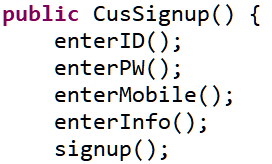 public CusSignup() {
    enterID();
    enterPW();
    enterMobile();
    enterInfo();
    signup();